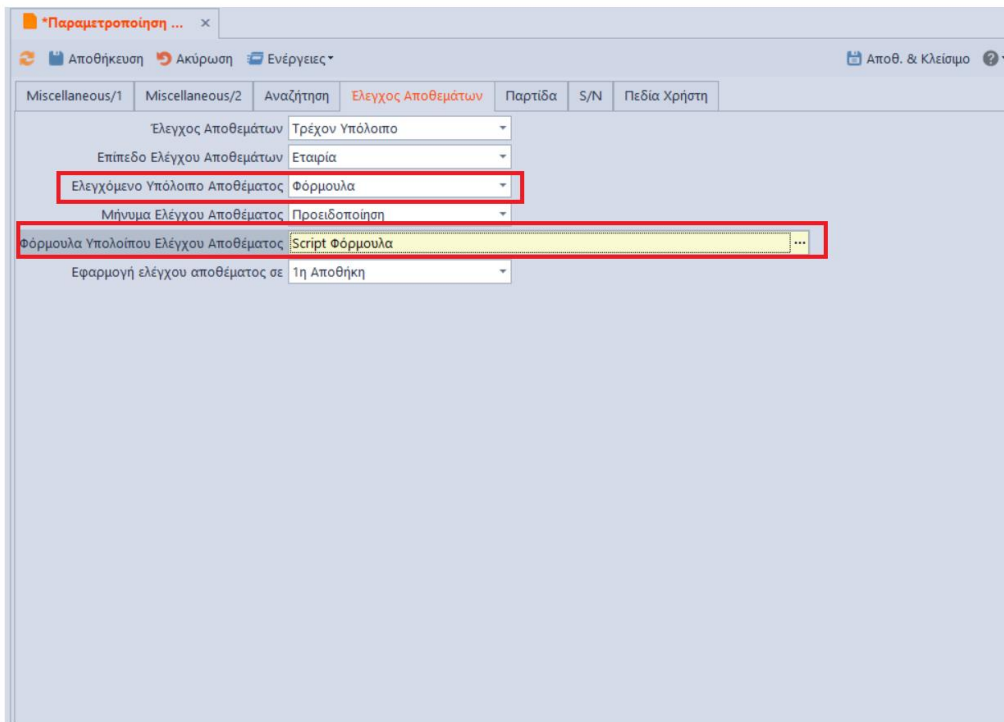 *Παραμετροποίηση ... ×
Αποθήκευση Ακύρωση Ενέργειες Αποθ. & Κλείσιμο ?
Miscellaneous/1 Miscellaneous/2 Αναζήτηση Ελεγχος Αποθεμάτων Παρτίδα S/N Πεδία Χρήστη
Έλεγχος Αποθεμάτων Τρέχον Υπόλοιπο
Επίπεδο Ελέγχου Αποθεμάτων Εταιρία
Ελεγχόμενο Υπόλοιπο Αποθέματος Φόρμουλα
Μήνυμα Ελέγχου Αποθέματος Προειδοποίηση
Φόρμουλα Υπολοίπου Ελέγχου Αποθέματος Script Φόρμουλα ...
Εφαρμογή ελέγχου αποθέματος σε 1η Αποθήκη